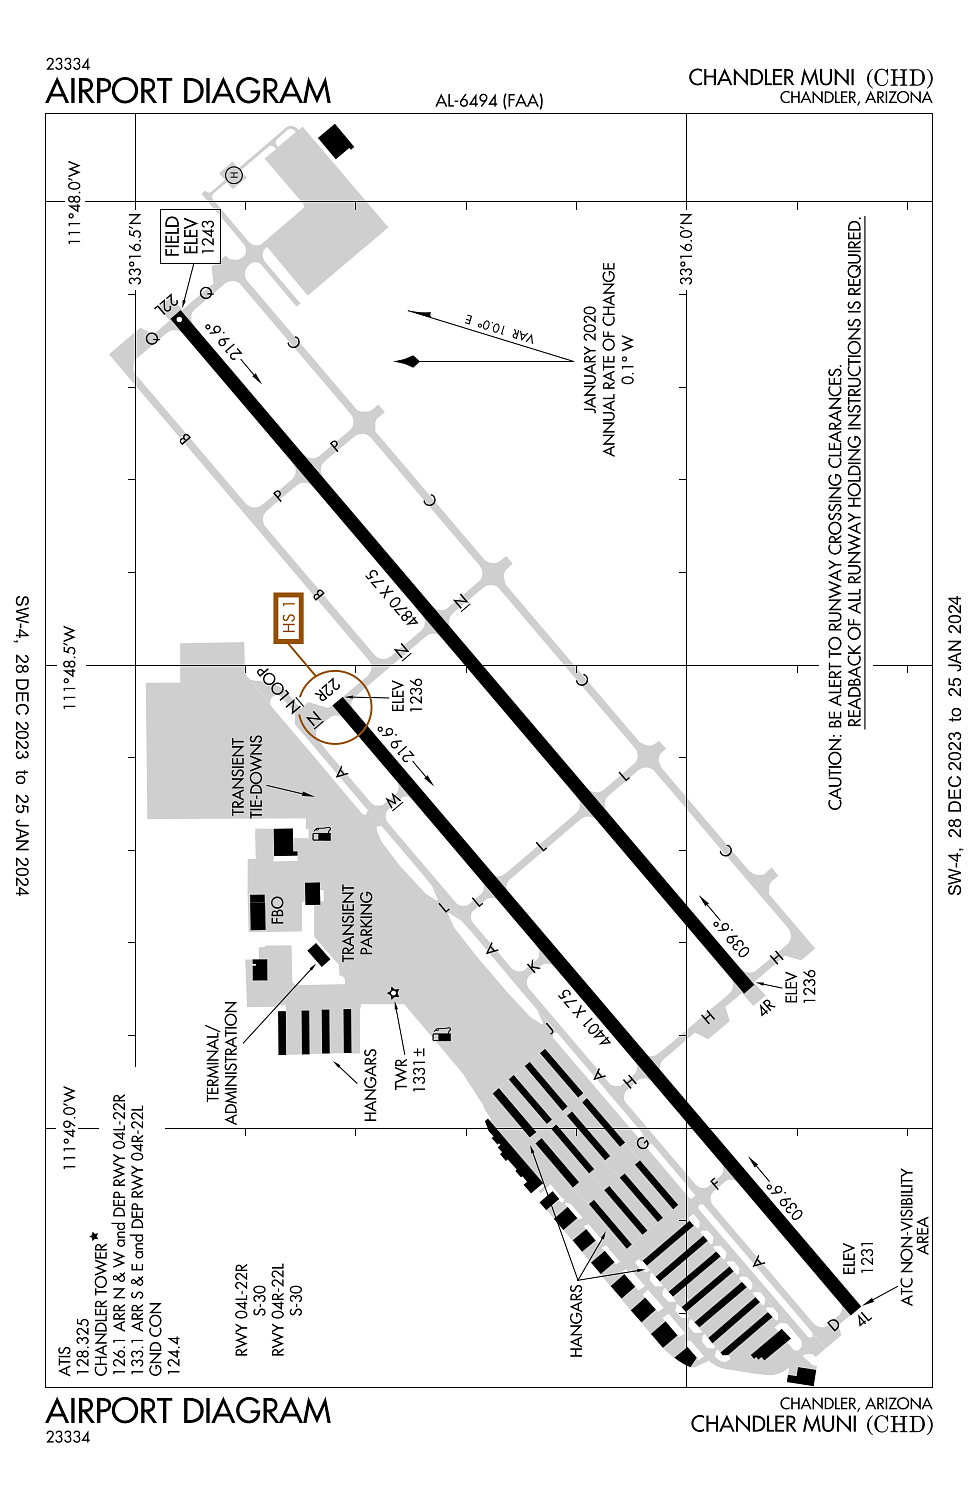 23334
AIRPORT DIAGRAM
AL-6494 (FAA)
CHANDLER MUNI (CHD)
CHANDLER, ARIZONA
111°48.0'W
33°16.5'N
33°16.0'N
H
FIELD
ELEV
1243
22L
Q
Q
219.6°
C
B
P
P
C
VAR 10.0° E
JANUARY 2020
ANNUAL RATE OF CHANGE
0.1° W
CAUTION: BE ALERT TO RUNWAY CROSSING CLEARANCES.
READBACK OF ALL RUNWAY HOLDING INSTRUCTIONS IS REQUIRED.
4870 X 75
B
HS 1
N
N
111°48.5'W
N LOOP
N
22R
ELEV
1236
219.6°
C
L
A
M
TRANSIENT
TIE-DOWNS
L
C
FBO
TRANSIENT
PARKING
L
L
A
K
039.6°
H
ELEV
1236
4R
H
4401 X 75
J
TERMINAL/
ADMINISTRATION
HANGARS
TWR
1331±
A
H
111°49.0'W
G
F
039.6°
A
ELEV
1231
ATC NON-VISIBILITY
AREA
D
4L
HANGARS
ATIS
128.325
CHANDLER TOWER★
126.1 ARR N & W and DEP RWY 04L-22R
133.1 ARR S & E and DEP RWY 04R-22L
GND CON
124.4
RWY 04L-22R
S-30
RWY 04R-22L
S-30
SW-4, 28 DEC 2023 to 25 JAN 2024
SW-4, 28 DEC 2023 to 25 JAN 2024
AIRPORT DIAGRAM
23334
CHANDLER, ARIZONA
CHANDLER MUNI (CHD)